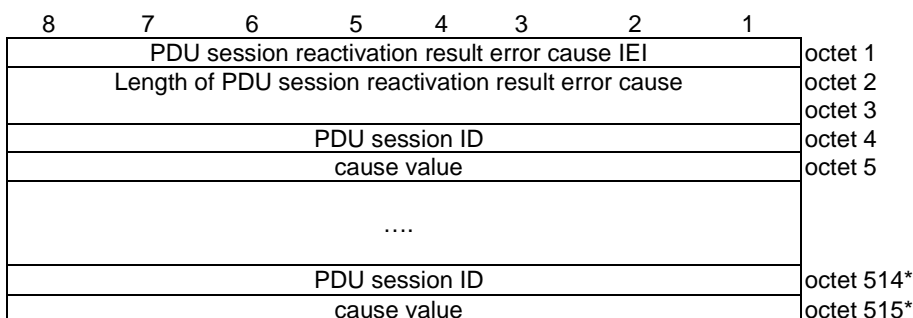 8 7 6 5 4 3 2 1
PDU session reactivation result error cause IEI octet 1
Length of PDU session reactivation result error cause octet 2
octet 3
PDU session ID octet 4
cause value octet 5
….
PDU session ID octet 514*
cause value octet 515*